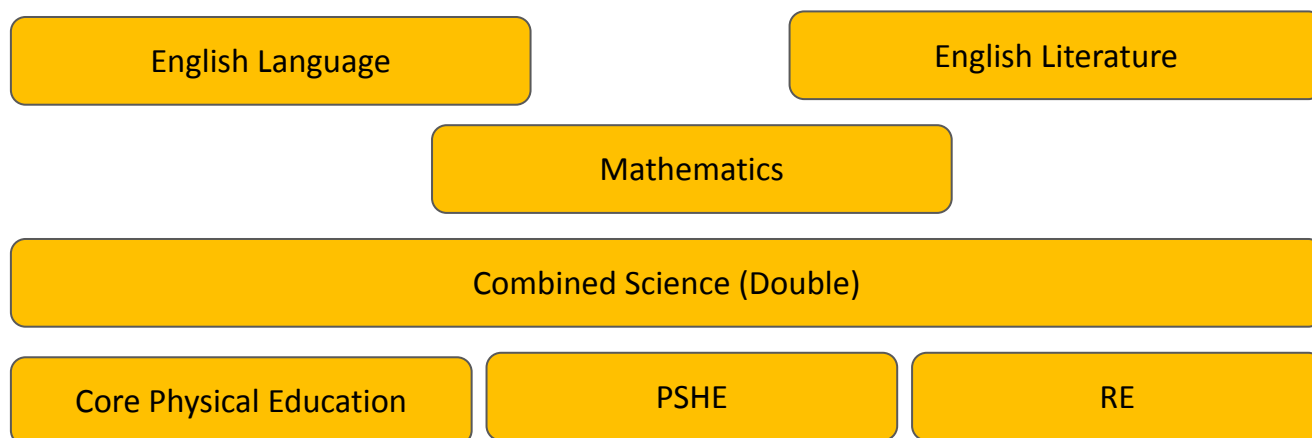 English Language
English Literature
Mathematics
Combined Science (Double)
Core Physical Education
PSHE
RE